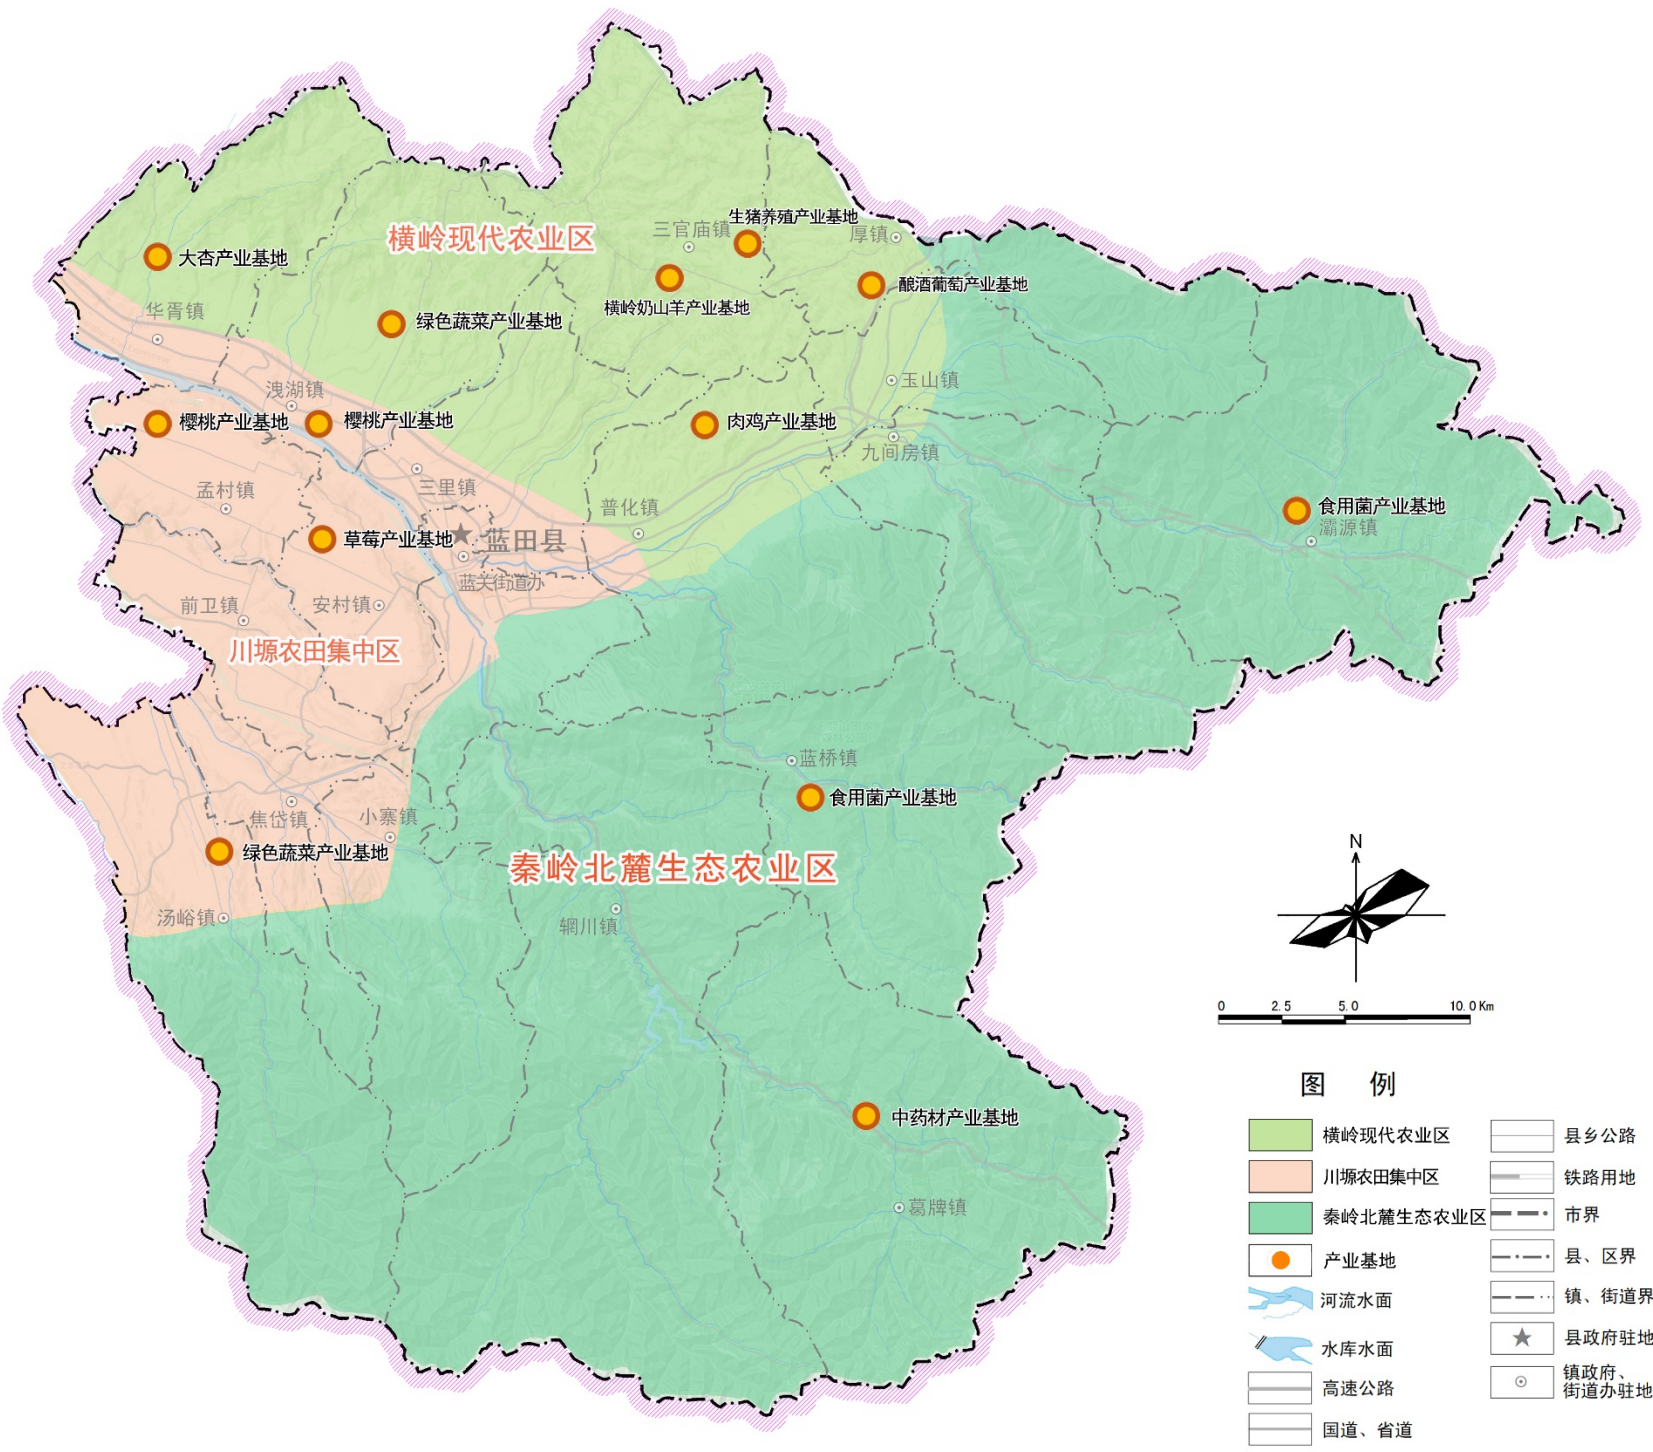 生猪养殖产业基地
三官庙镇
厚镇
横岭现代农业区
大杏产业基地
酿酒葡萄产业基地
横岭奶山羊产业基地
华胥镇
绿色蔬菜产业基地
玉山镇
洩湖镇
樱桃产业基地
樱桃产业基地
肉鸡产业基地
九间房镇
三里镇
孟村镇
普化镇
食用菌产业基地
灞源镇
草莓产业基地
蓝田县
蓝关街道办
前卫镇
安村镇
川塬农田集中区
蓝桥镇
食用菌产业基地
焦岱镇
小寨镇
绿色蔬菜产业基地
秦岭北麓生态农业区
汤峪镇
辋川镇
中药材产业基地
葛牌镇
N
0 2.5 5.0 10.0Km
图 例
横岭现代农业区
川塬农田集中区
秦岭北麓生态农业区
产业基地
河流水面
水库水面
高速公路
国道、省道
县乡公路
铁路用地
市界
县、区界
镇、街道界
县政府驻地
镇政府、
街道办驻地